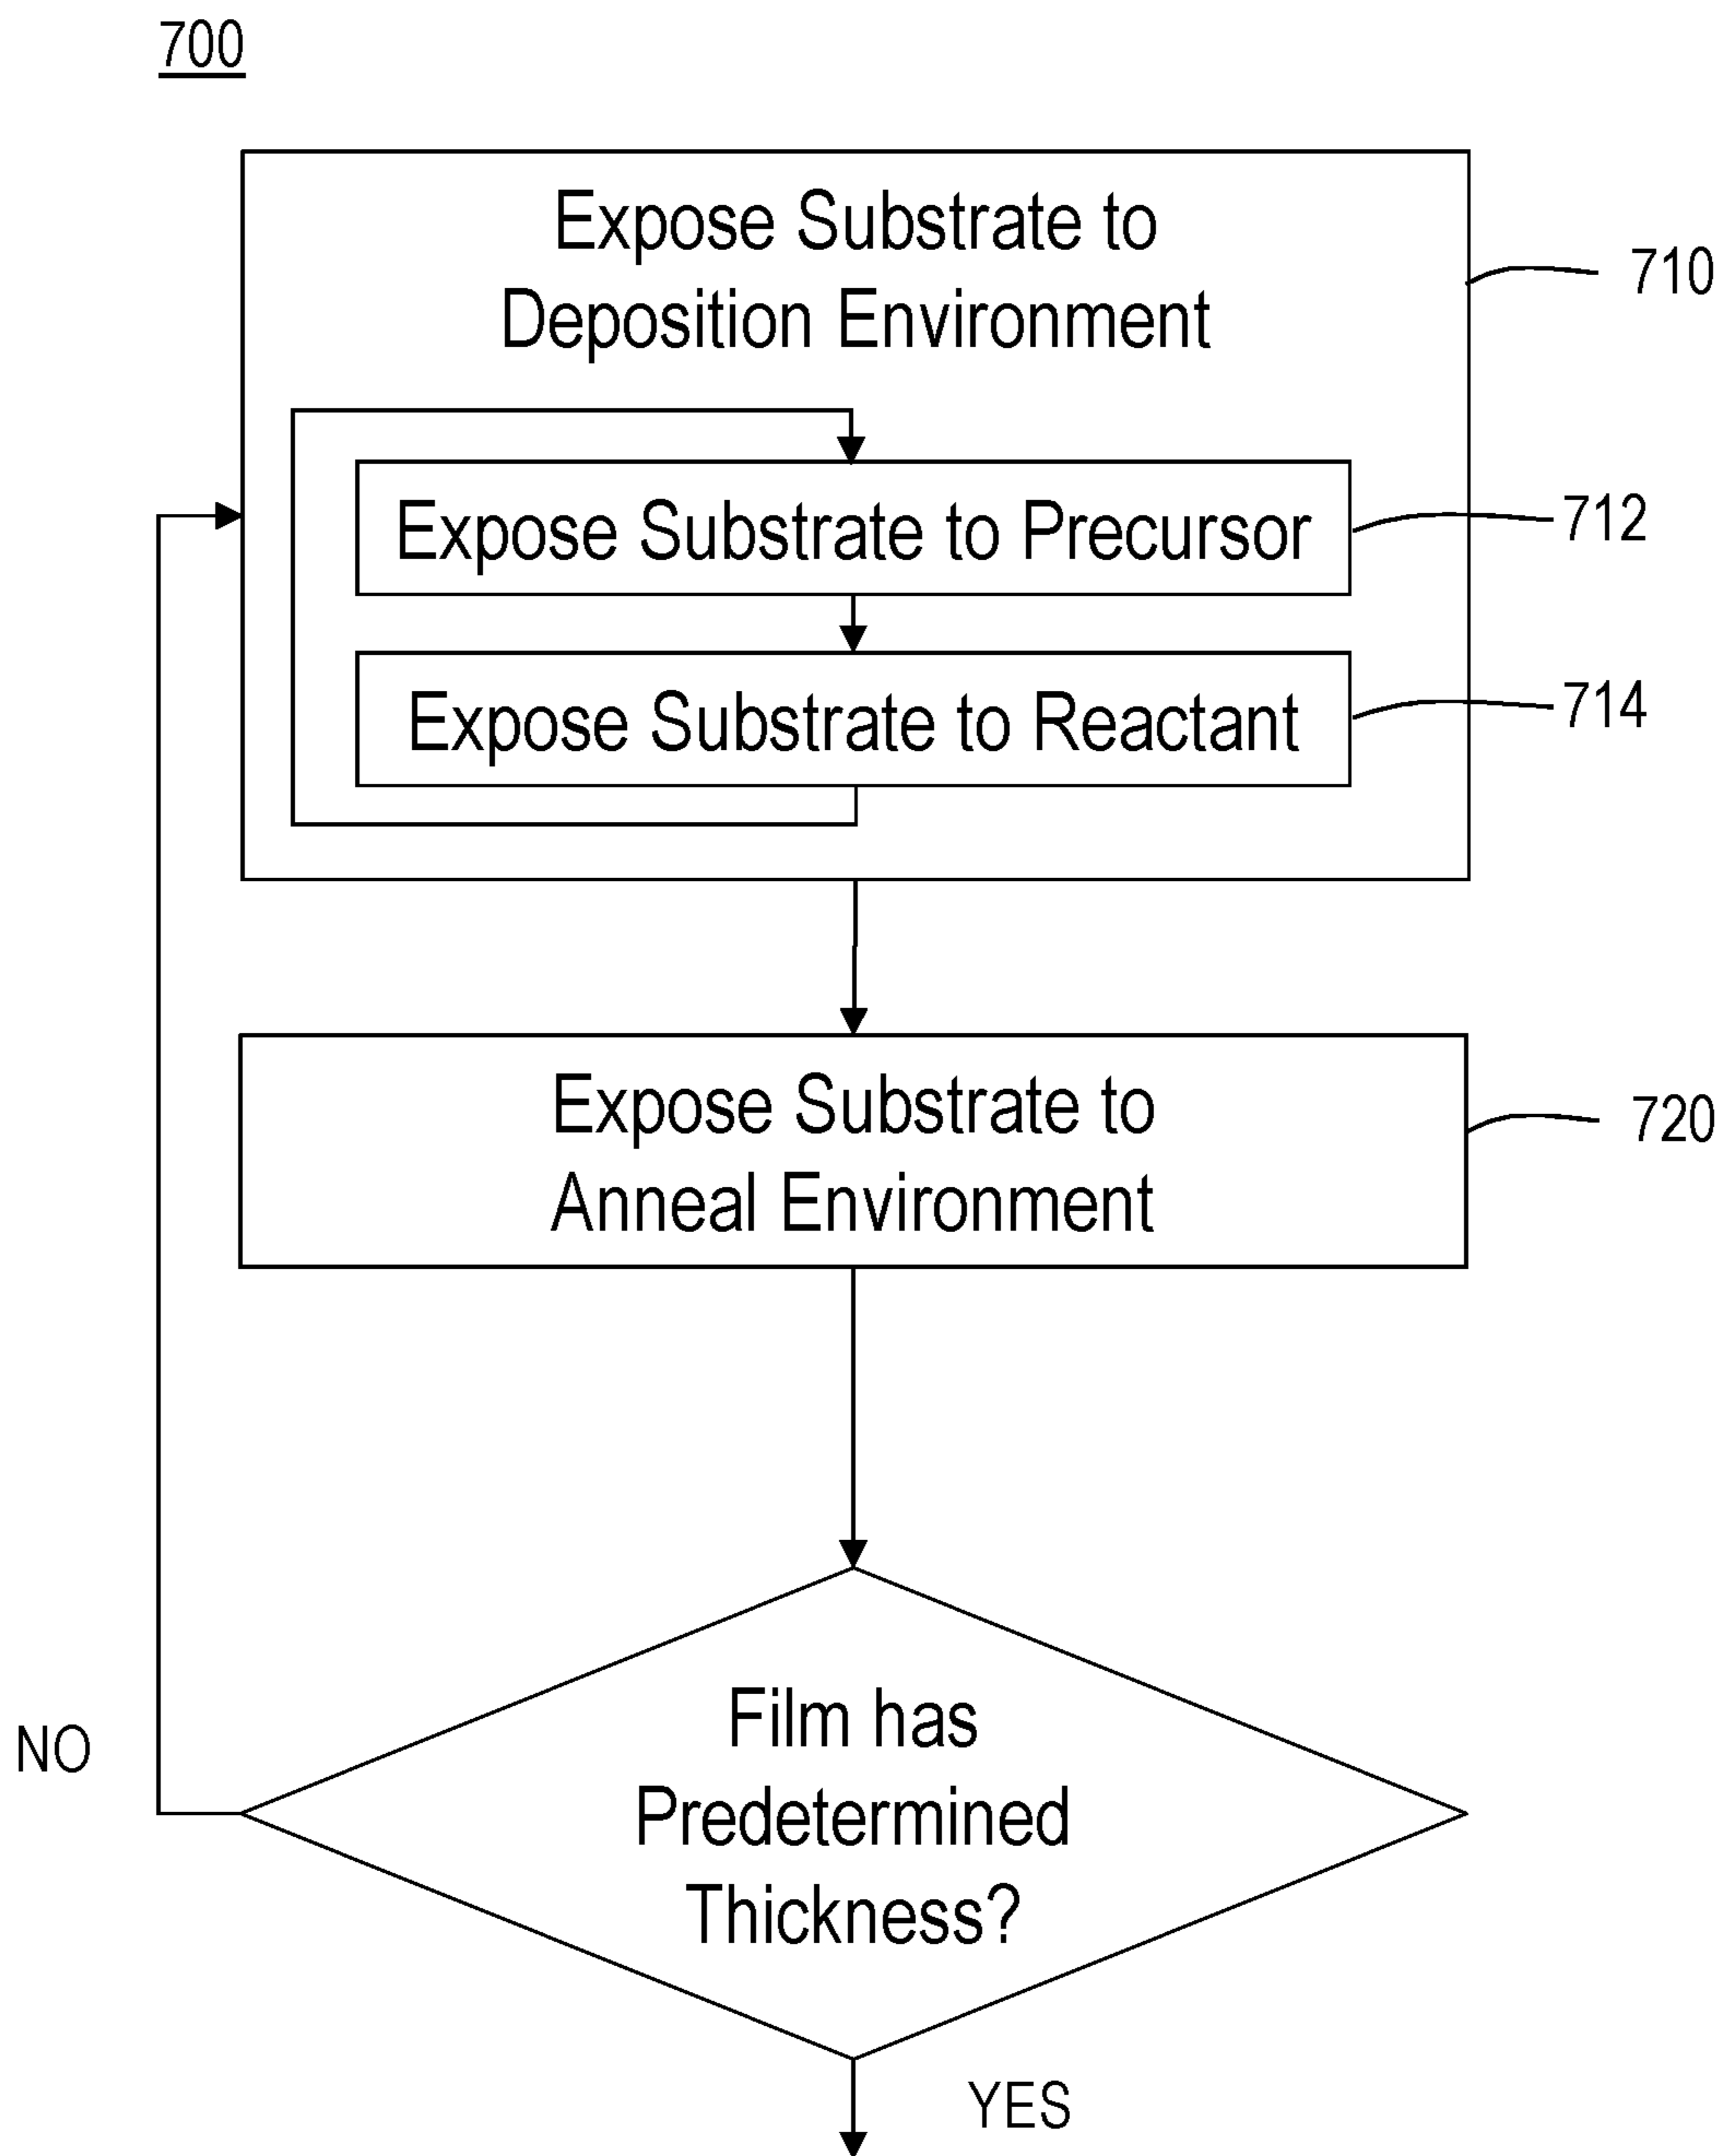 700
Expose Substrate to
Deposition Environment
710
Expose Substrate to Precursor
712
Expose Substrate to Reactant
714
Expose Substrate to
Anneal Environment
720
Film has
Predetermined
Thickness?
NO
YES